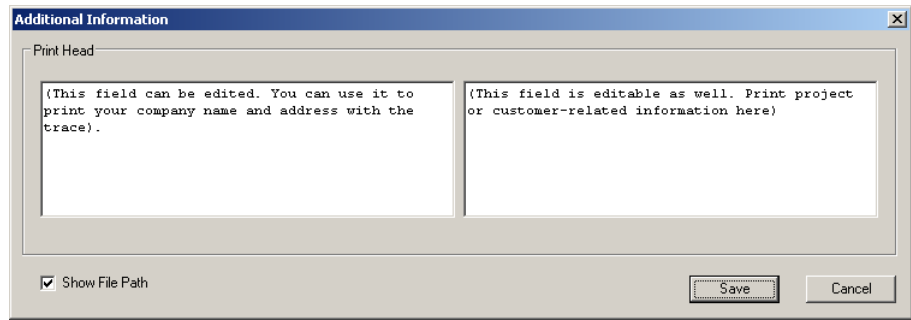 Additional Information
Print Head
(This field can be edited. You can use it to
print your company name and address with the
trace).
(This field is editable as well. Print project
or customer-related information here)
Show File Path
Save
Cancel